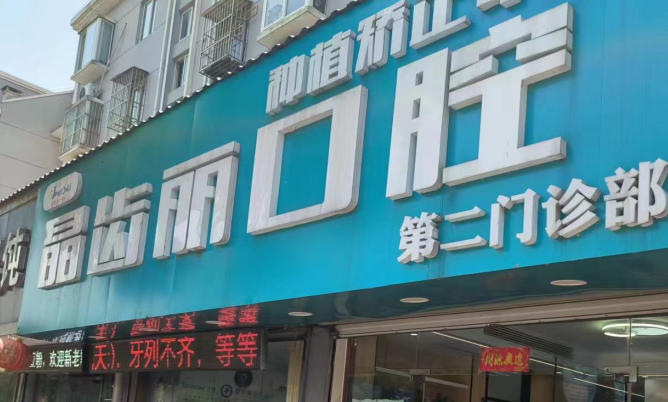 种植矫正
晶齿丽口腔
第二门诊部
天)，牙列不齐，等等
欢迎新老